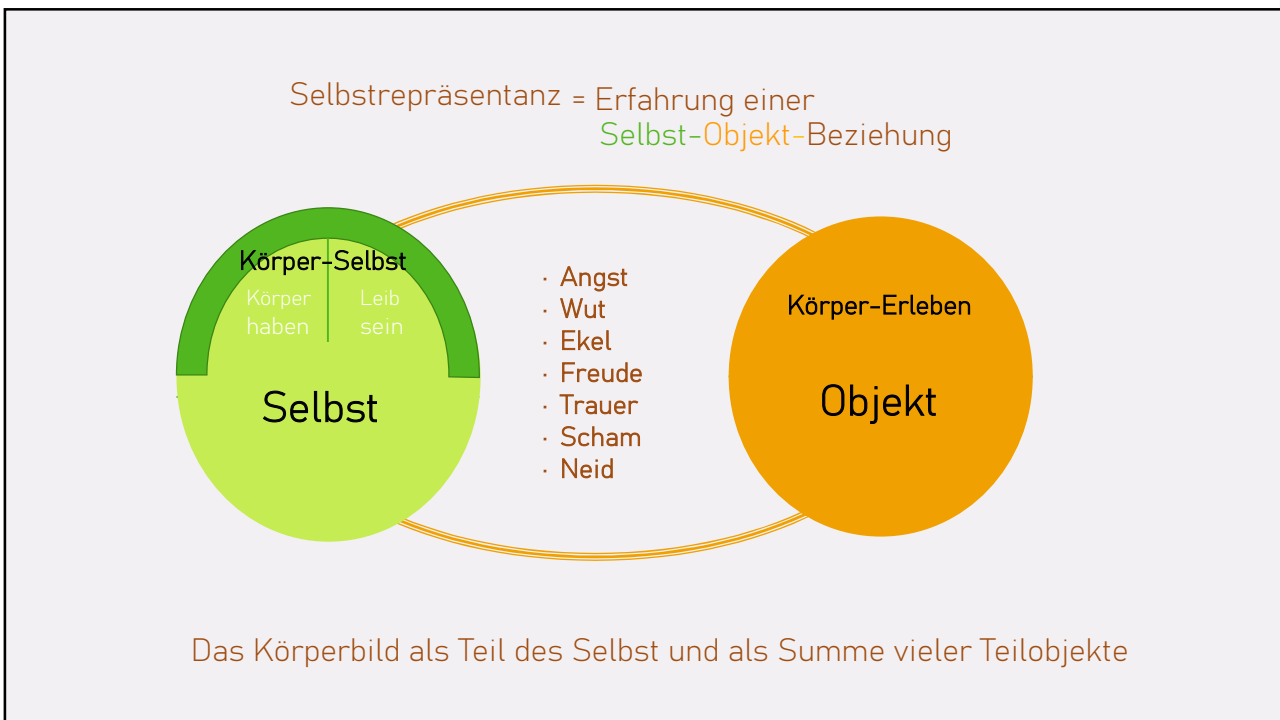 Selbstrepräsentanz = Erfahrung einer
Selbst-Objekt-Beziehung
Körper-Selbst
Körper haben
Leib sein
Selbst
· Angst
· Wut
· Ekel
· Freude
· Trauer
· Scham
· Neid
Körper-Erleben
Objekt
Das Körperbild als Teil des Selbst und als Summe vieler Teilobjekte